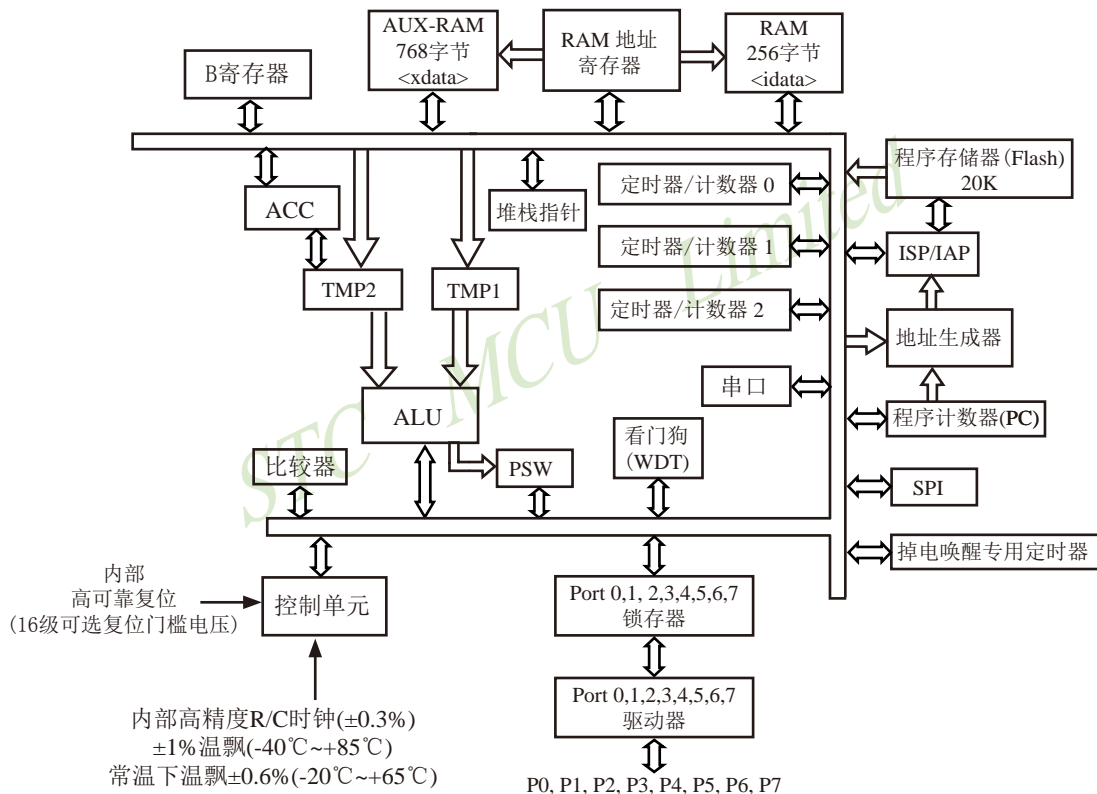 AUX-RAM
768字节
<xdata>
RAM 地址
寄存器
RAM
256字节
<idata>
B寄存器
程序存储器(Flash)
20K
定时器/计数器 0
ACC
堆栈指针
定时器/计数器 1
ISP/IAP
TMP2
TMP1
定时器/计数器 2
地址生成器
串口
ALU
程序计数器(PC)
看门狗
(WDT)
比较器
PSW
SPI
掉电唤醒专用定时器
内部
高可靠复位
(16级可选复位门槛电压)
控制单元
Port 0,1, 2,3,4,5,6,7
锁存器
Port 0,1,2,3,4,5,6,7
驱动器
内部高精度R/C时钟(±0.3%)
±1%温飘(-40℃~+85℃)
常温下温飘±0.6%(-20℃~+65℃)
P0, P1, P2, P3, P4, P5, P6, P7
STC MCU Limited